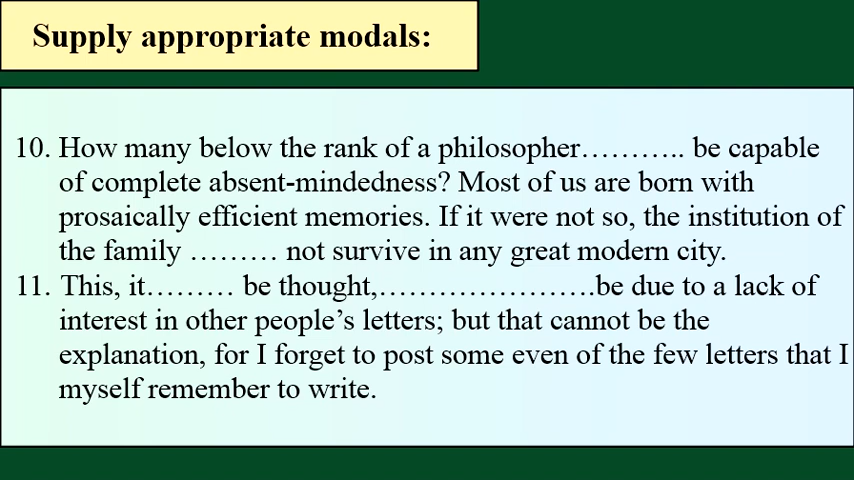 Supply appropriate modals:
10. How many below the rank of a philosopher……….. be capable
of complete absent-mindedness? Most of us are born with
prosaically efficient memories. If it were not so, the institution of
the family ……… not survive in any great modern city.
11. This, it……… be thought,………………….be due to a lack of
interest in other people’s letters; but that cannot be the
explanation, for I forget to post some even of the few letters that I
myself remember to write.